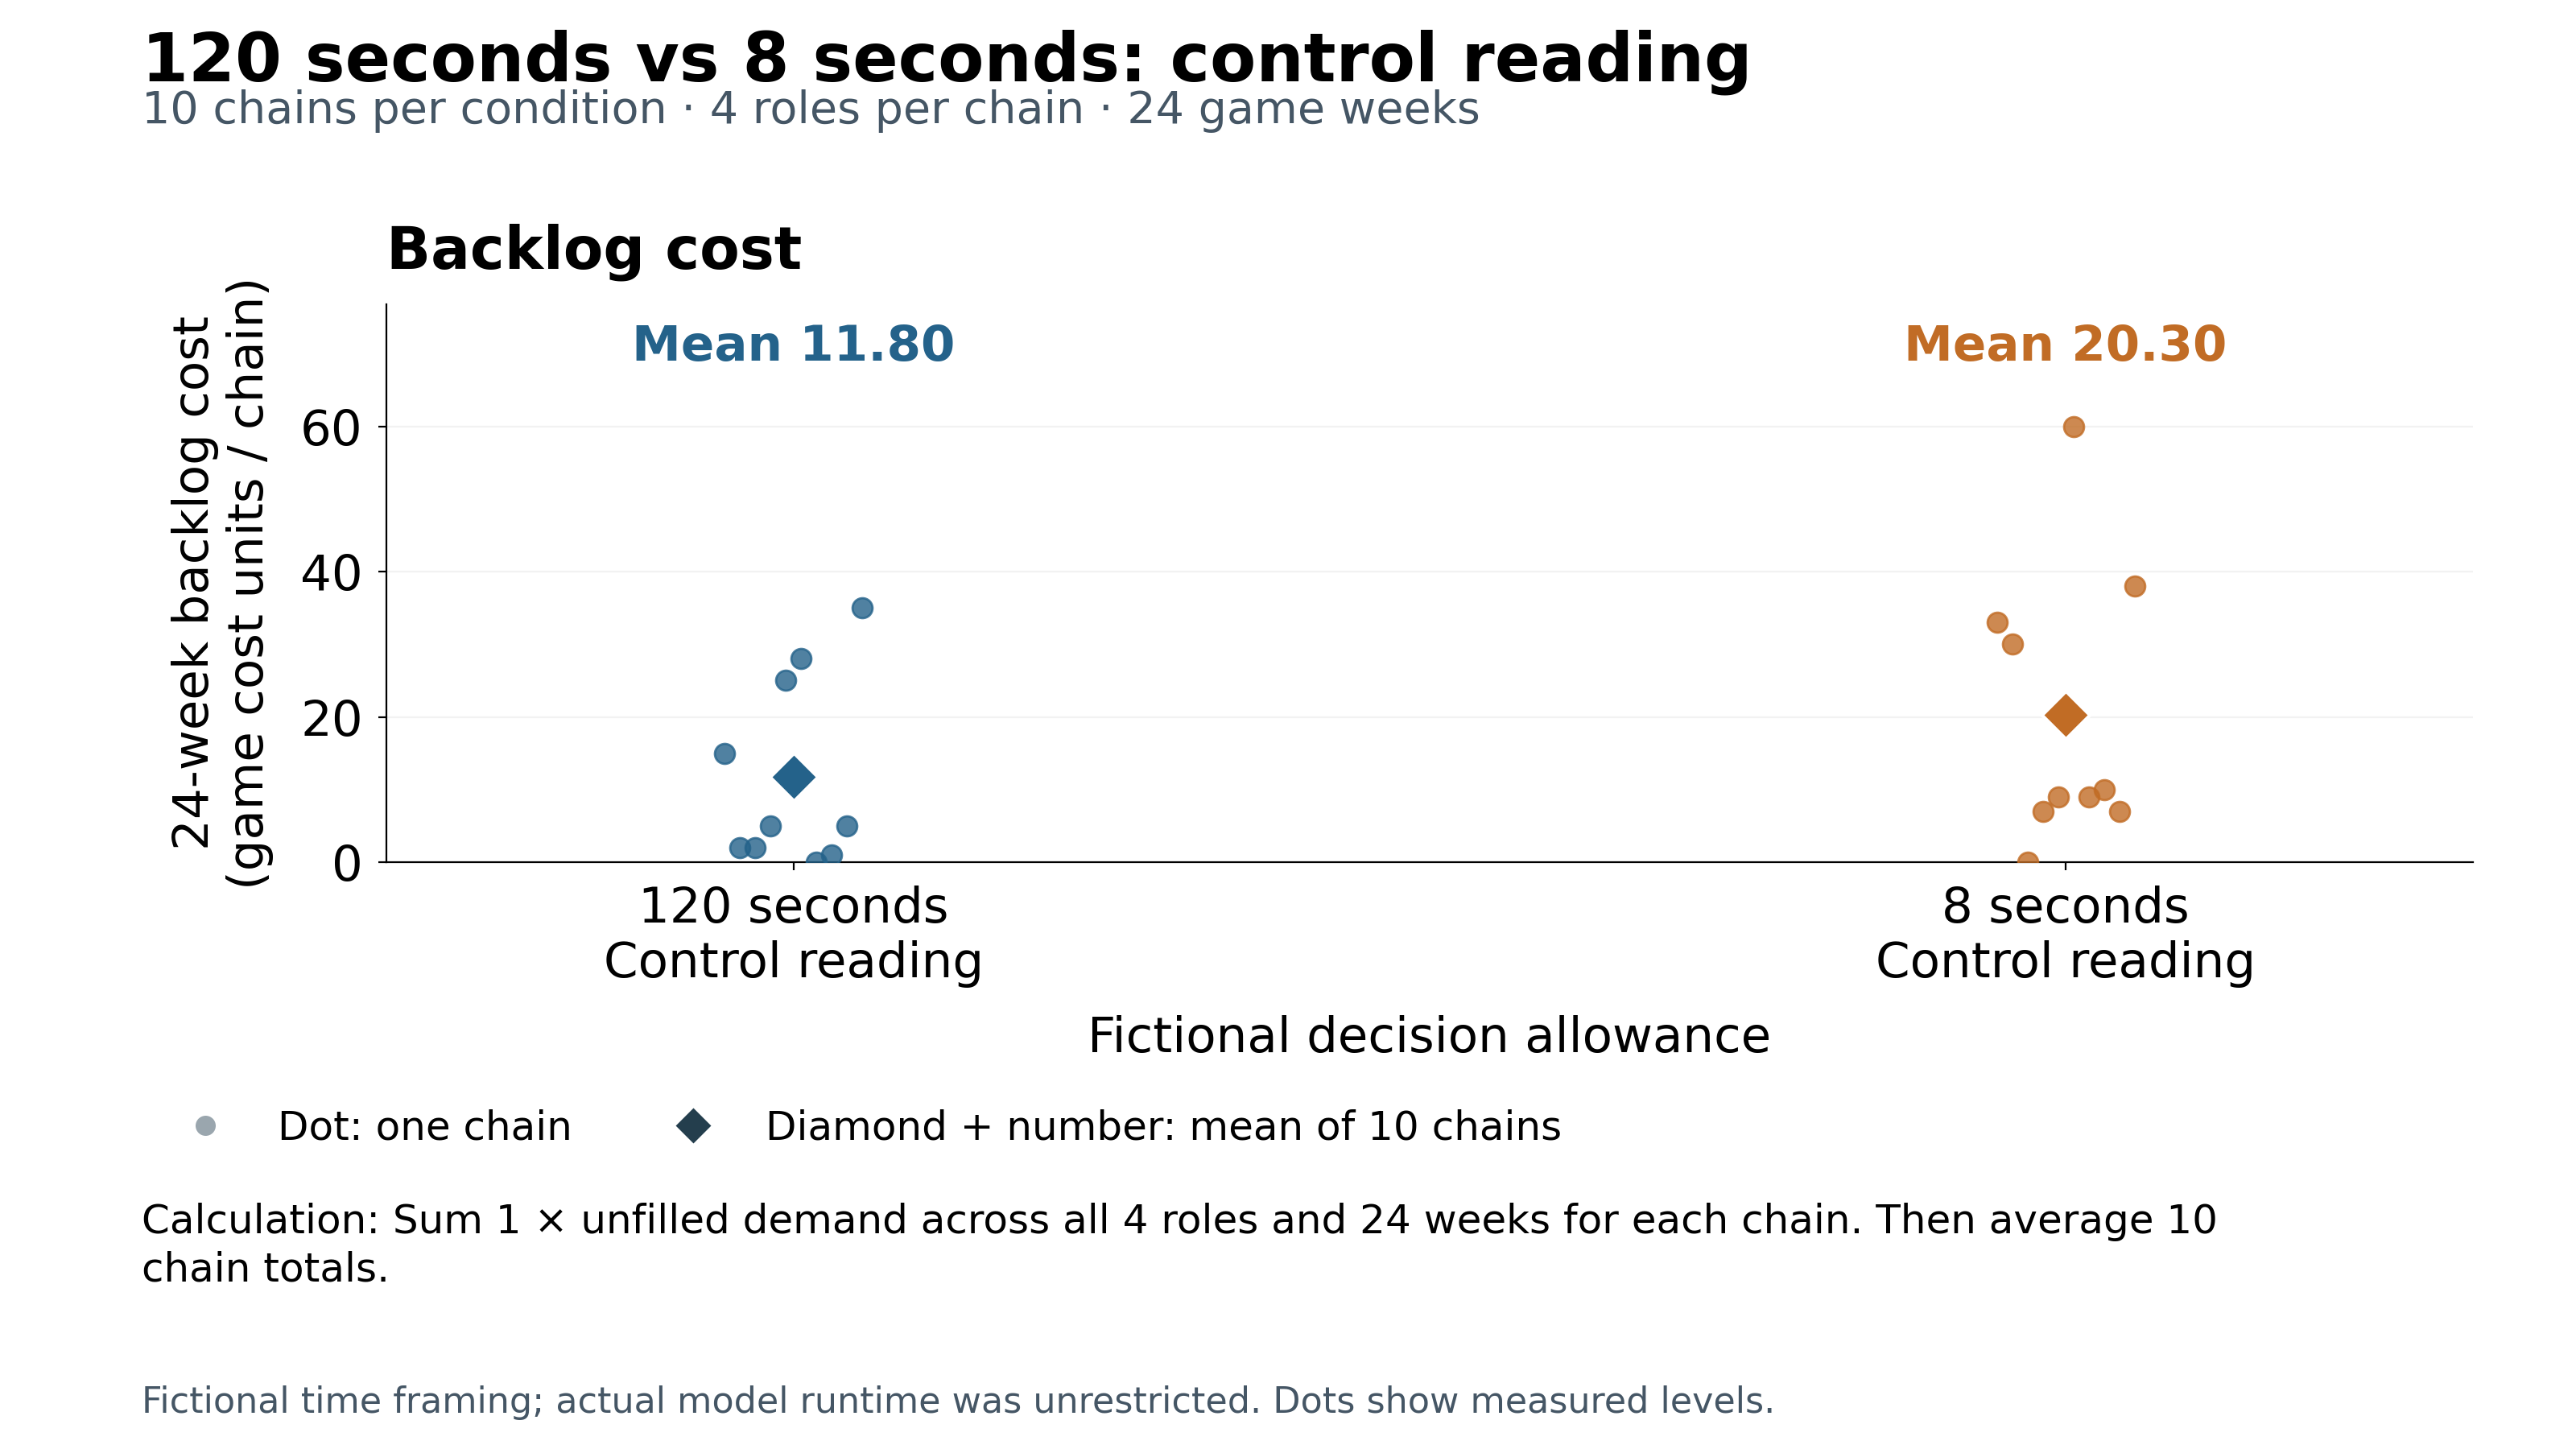 120 seconds vs 8 seconds: control reading
10 chains per condition · 4 roles per chain · 24 game weeks
Backlog cost
24-week backlog cost
(game cost units / chain)
Mean 11.80
Mean 20.30
60
40
20
0
120 seconds
Control reading
8 seconds
Control reading
Fictional decision allowance
Dot: one chain
Diamond + number: mean of 10 chains
Calculation: Sum 1 × unfilled demand across all 4 roles and 24 weeks for each chain. Then average 10
chain totals.
Fictional time framing; actual model runtime was unrestricted. Dots show measured levels.